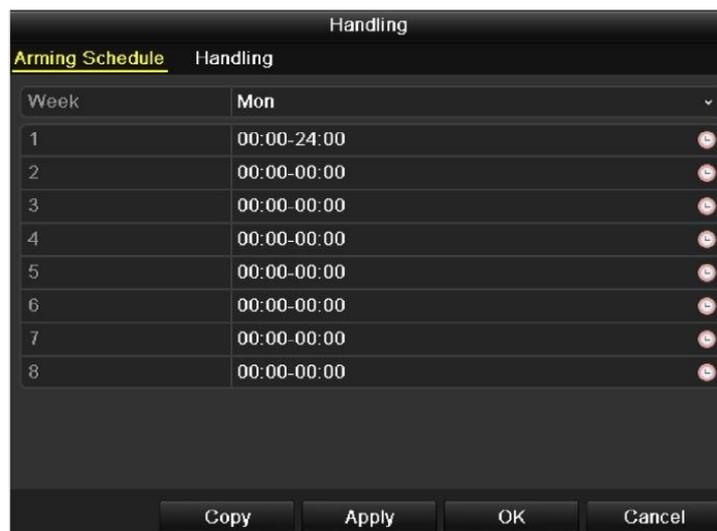 Handling
Arming Schedule Handling
Week Mon
1 00:00-24:00
2 00:00-00:00
3 00:00-00:00
4 00:00-00:00
5 00:00-00:00
6 00:00-00:00
7 00:00-00:00
8 00:00-00:00
Copy Apply OK Cancel